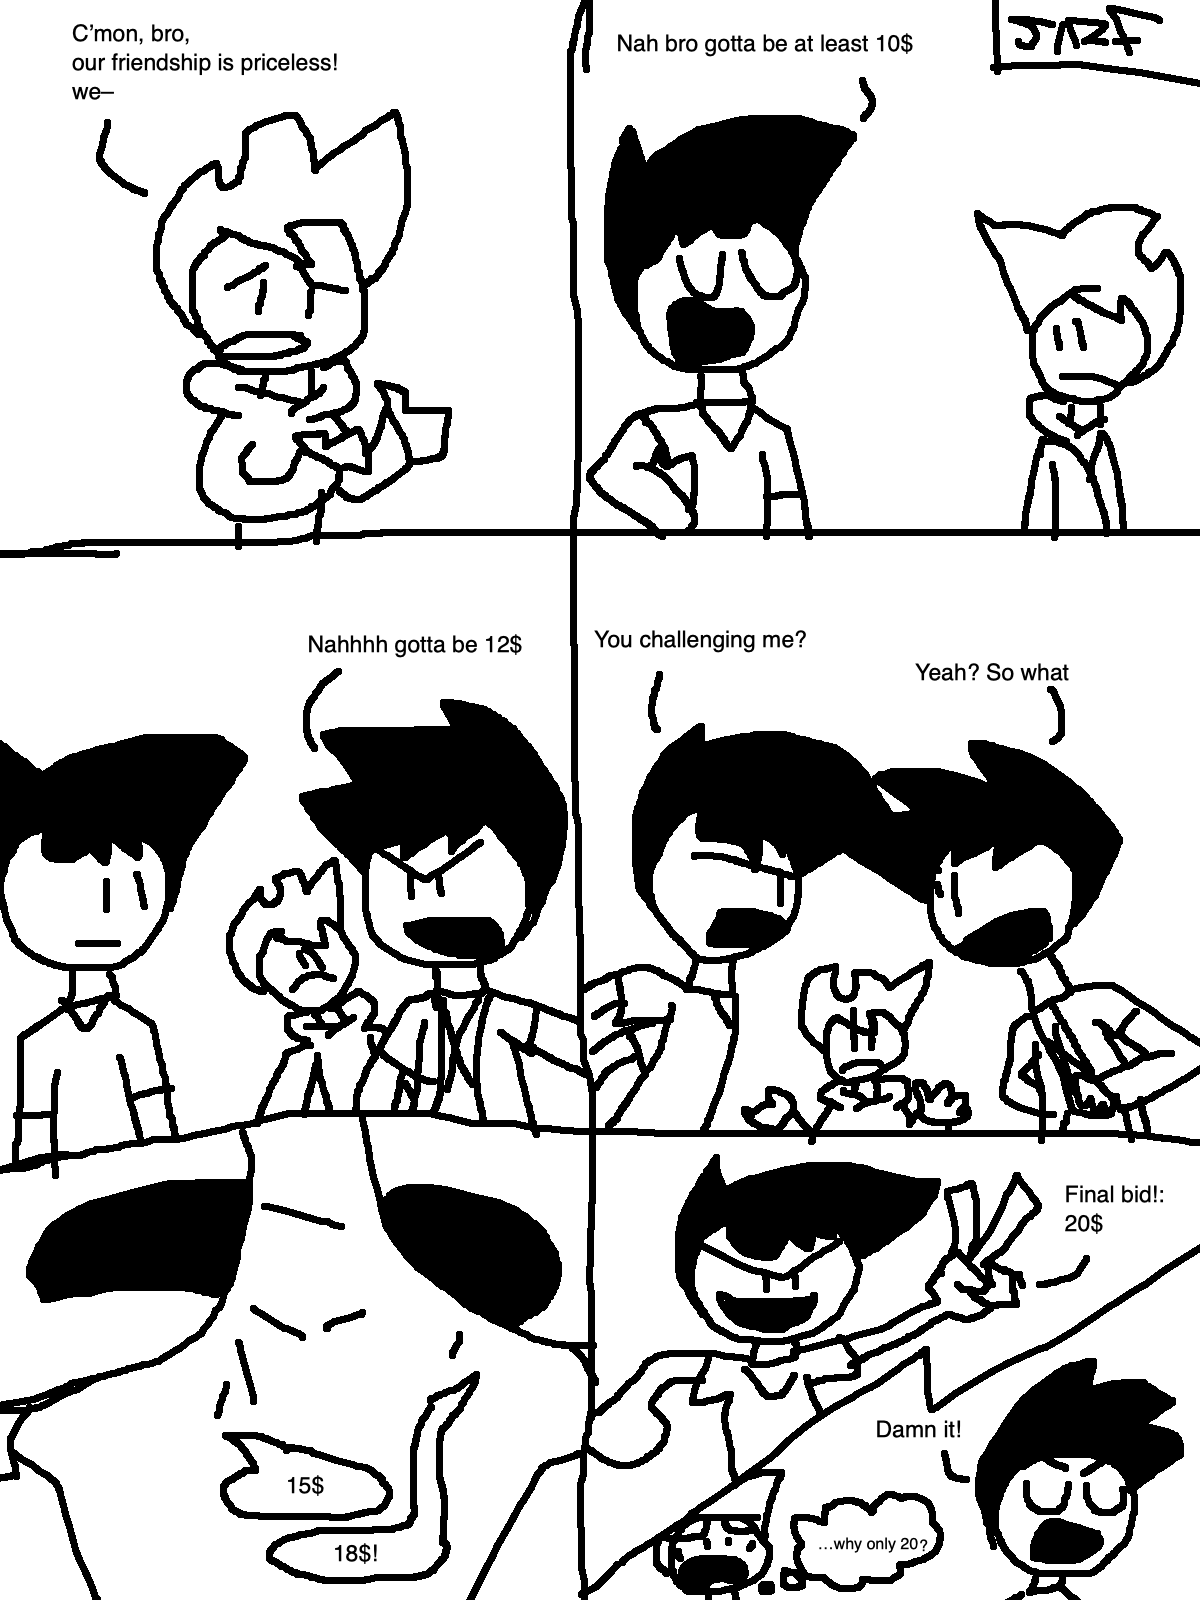 C’mon, bro,
our friendship is priceless!
we–
Nah bro gotta be at least 10$
Nahhhh gotta be 12$
You challenging me?
Yeah? So what
15$
18$!
Final bid!:
20$
Damn it!
...why only 20?